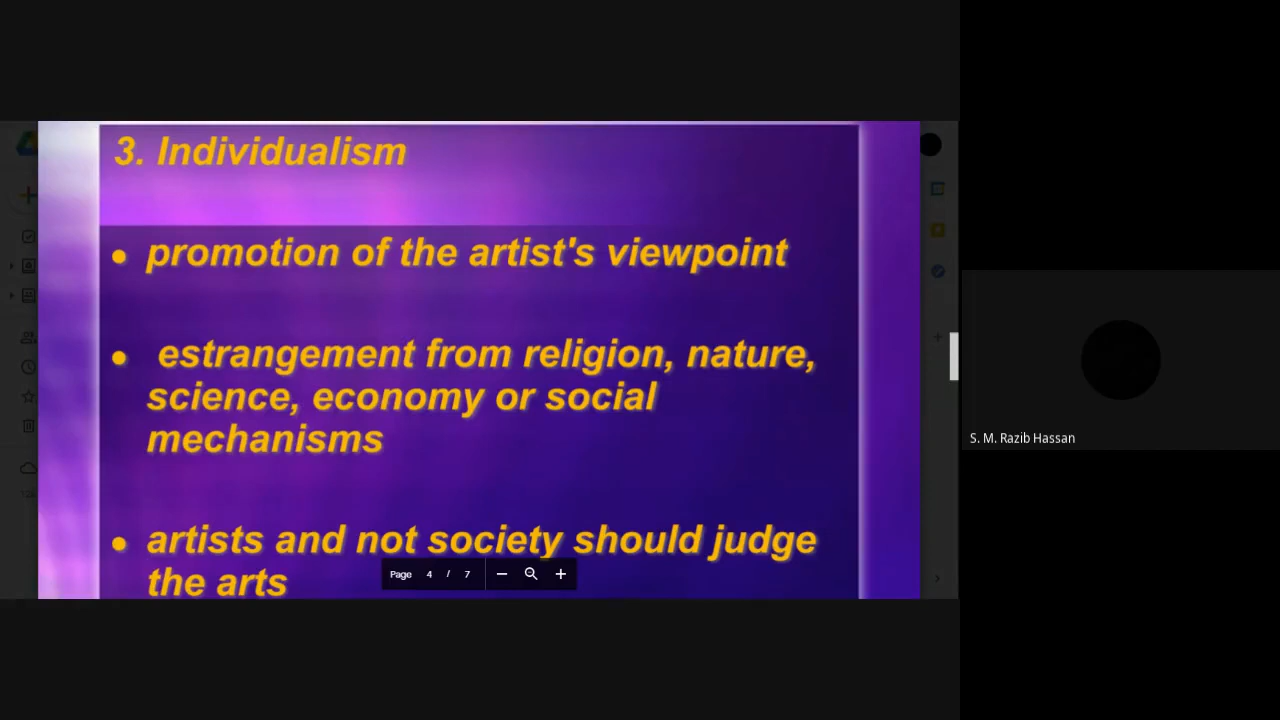 3. Individualism
promotion of the artist's viewpoint
estrangement from religion, nature,
science, economy or social
mechanisms
artists and not society should judge
the arts
Page 4 / 7
S. M. Razib Hassan